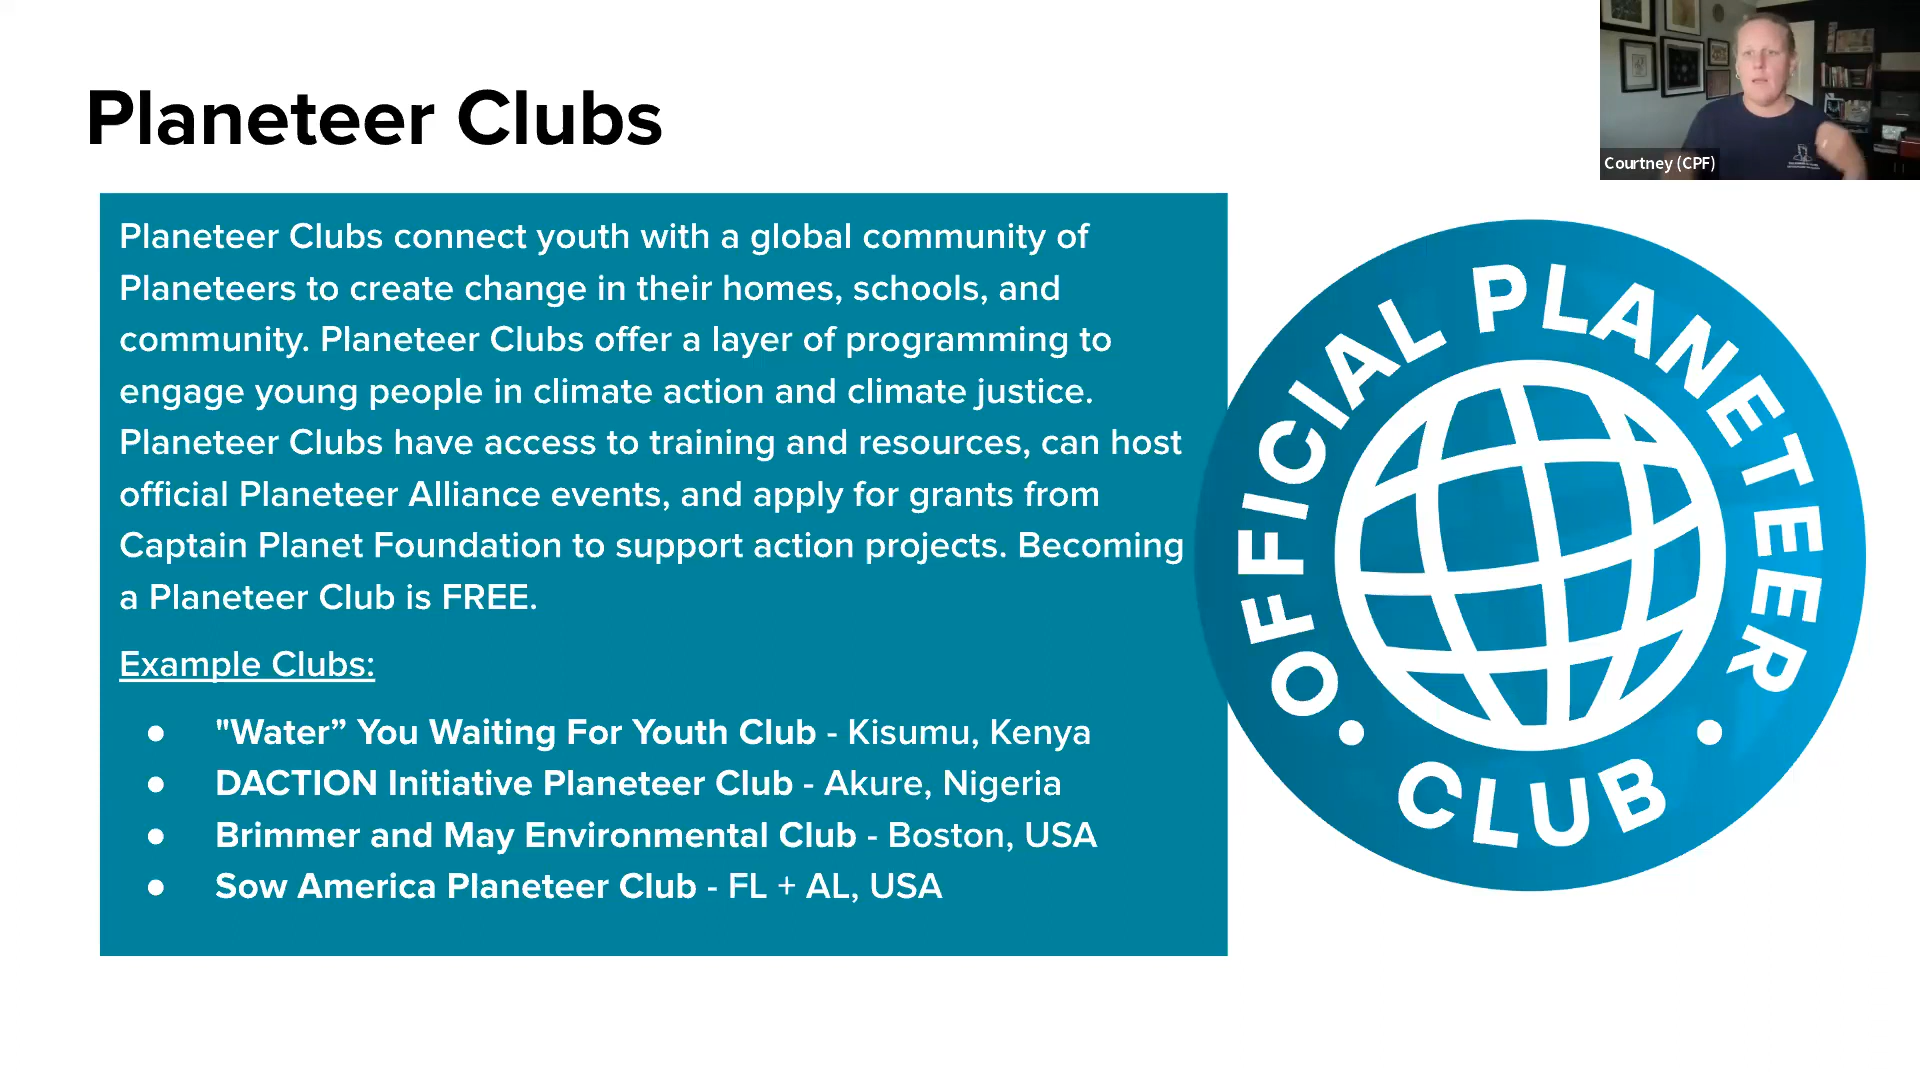 Planeteer Clubs
Courtney (CPF)
Planeteer Clubs connect youth with a global community of
Planeteers to create change in their homes, schools, and
community. Planeteer Clubs offer a layer of programming to
engage young people in climate action and climate justice.
Planeteer Clubs have access to training and resources, can host
official Planeteer Alliance events, and apply for grants from
Captain Planet Foundation to support action projects. Becoming
a Planeteer Club is FREE.
Example Clubs:
● "Water” You Waiting For Youth Club - Kisumu, Kenya
● DACTION Initiative Planeteer Club - Akure, Nigeria
● Brimmer and May Environmental Club - Boston, USA
● Sow America Planeteer Club - FL + AL, USA
OFFICIAL PLANETEER
• CLUB •